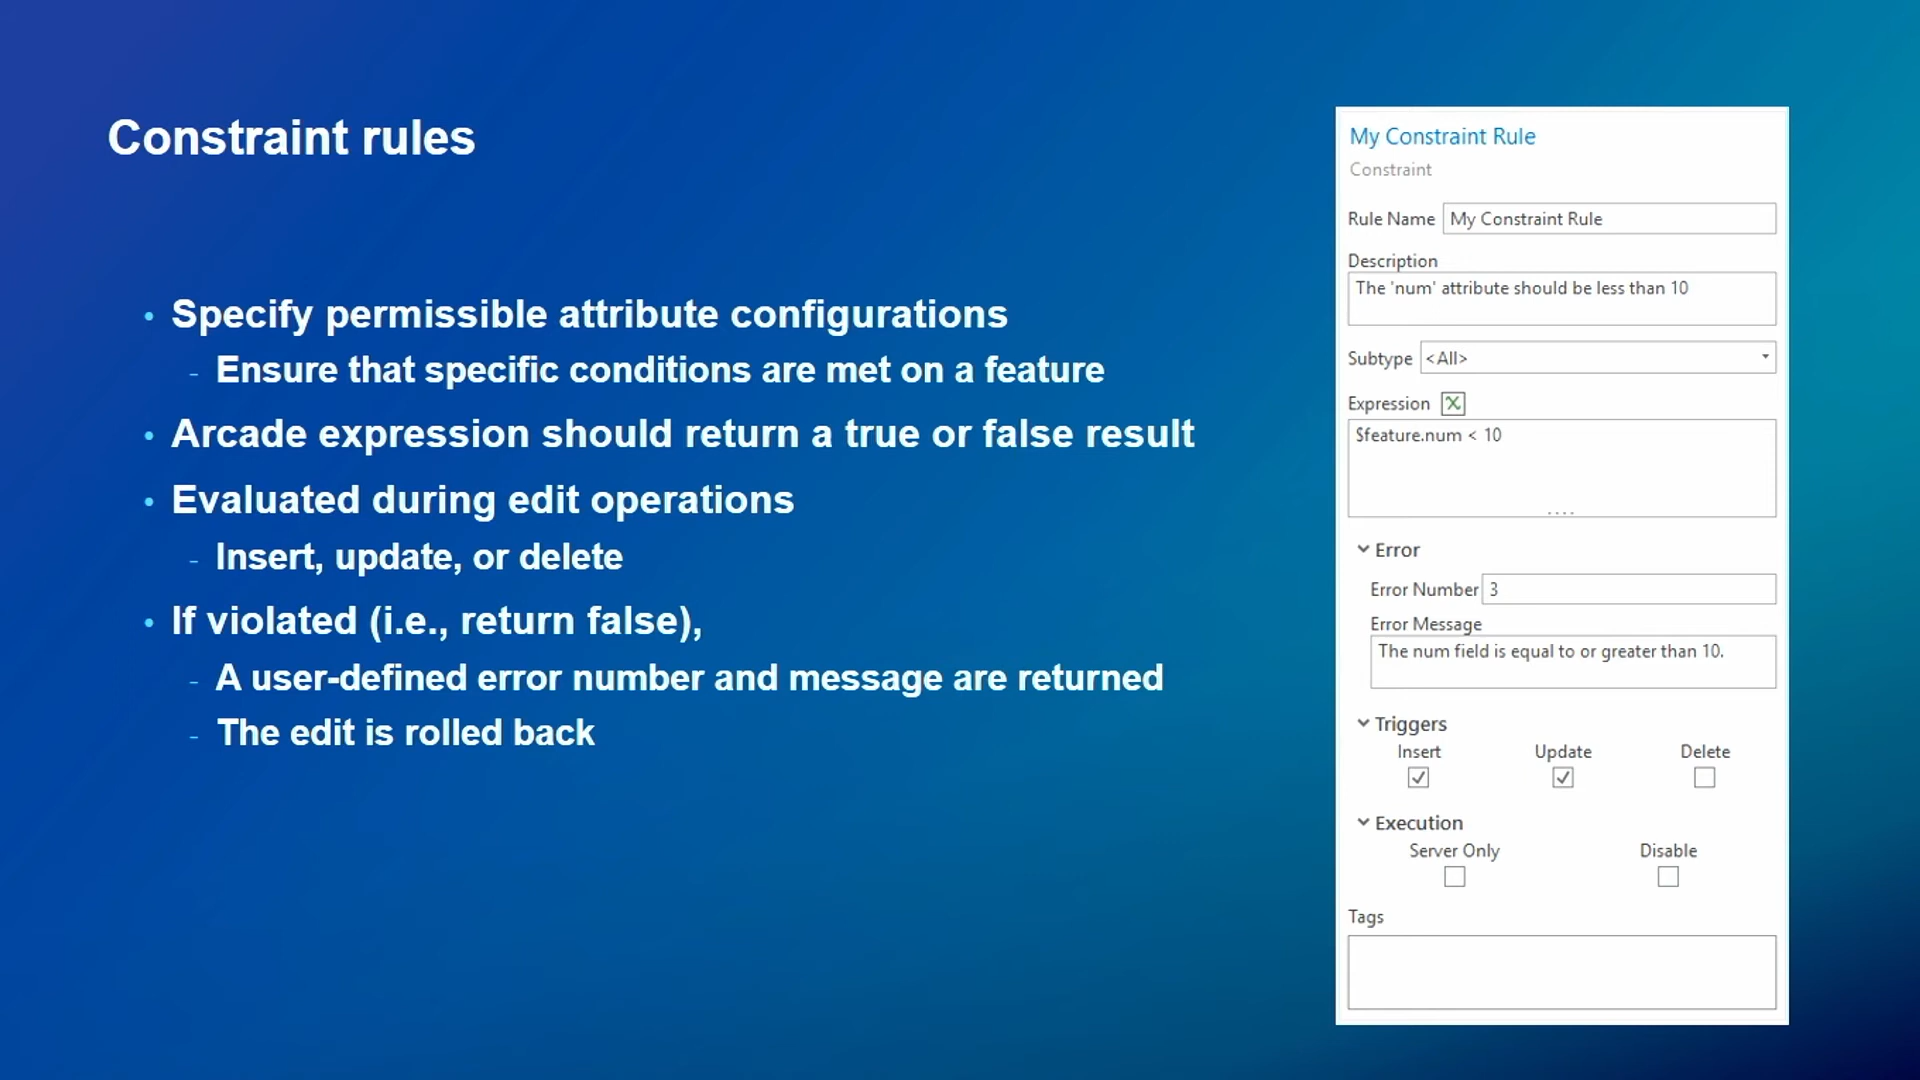 Constraint rules
• Specify permissible attribute configurations
- Ensure that specific conditions are met on a feature
• Arcade expression should return a true or false result
• Evaluated during edit operations
- Insert, update, or delete
• If violated (i.e., return false),
- A user-defined error number and message are returned
- The edit is rolled back
My Constraint Rule
Constraint
Rule Name My Constraint Rule
Description
The 'num' attribute should be less than 10
Subtype <All>
Expression
$feature.num < 10
Error
Error Number 3
Error Message
The num field is equal to or greater than 10.
Triggers
Insert Update Delete
Execution
Server Only Disable
Tags